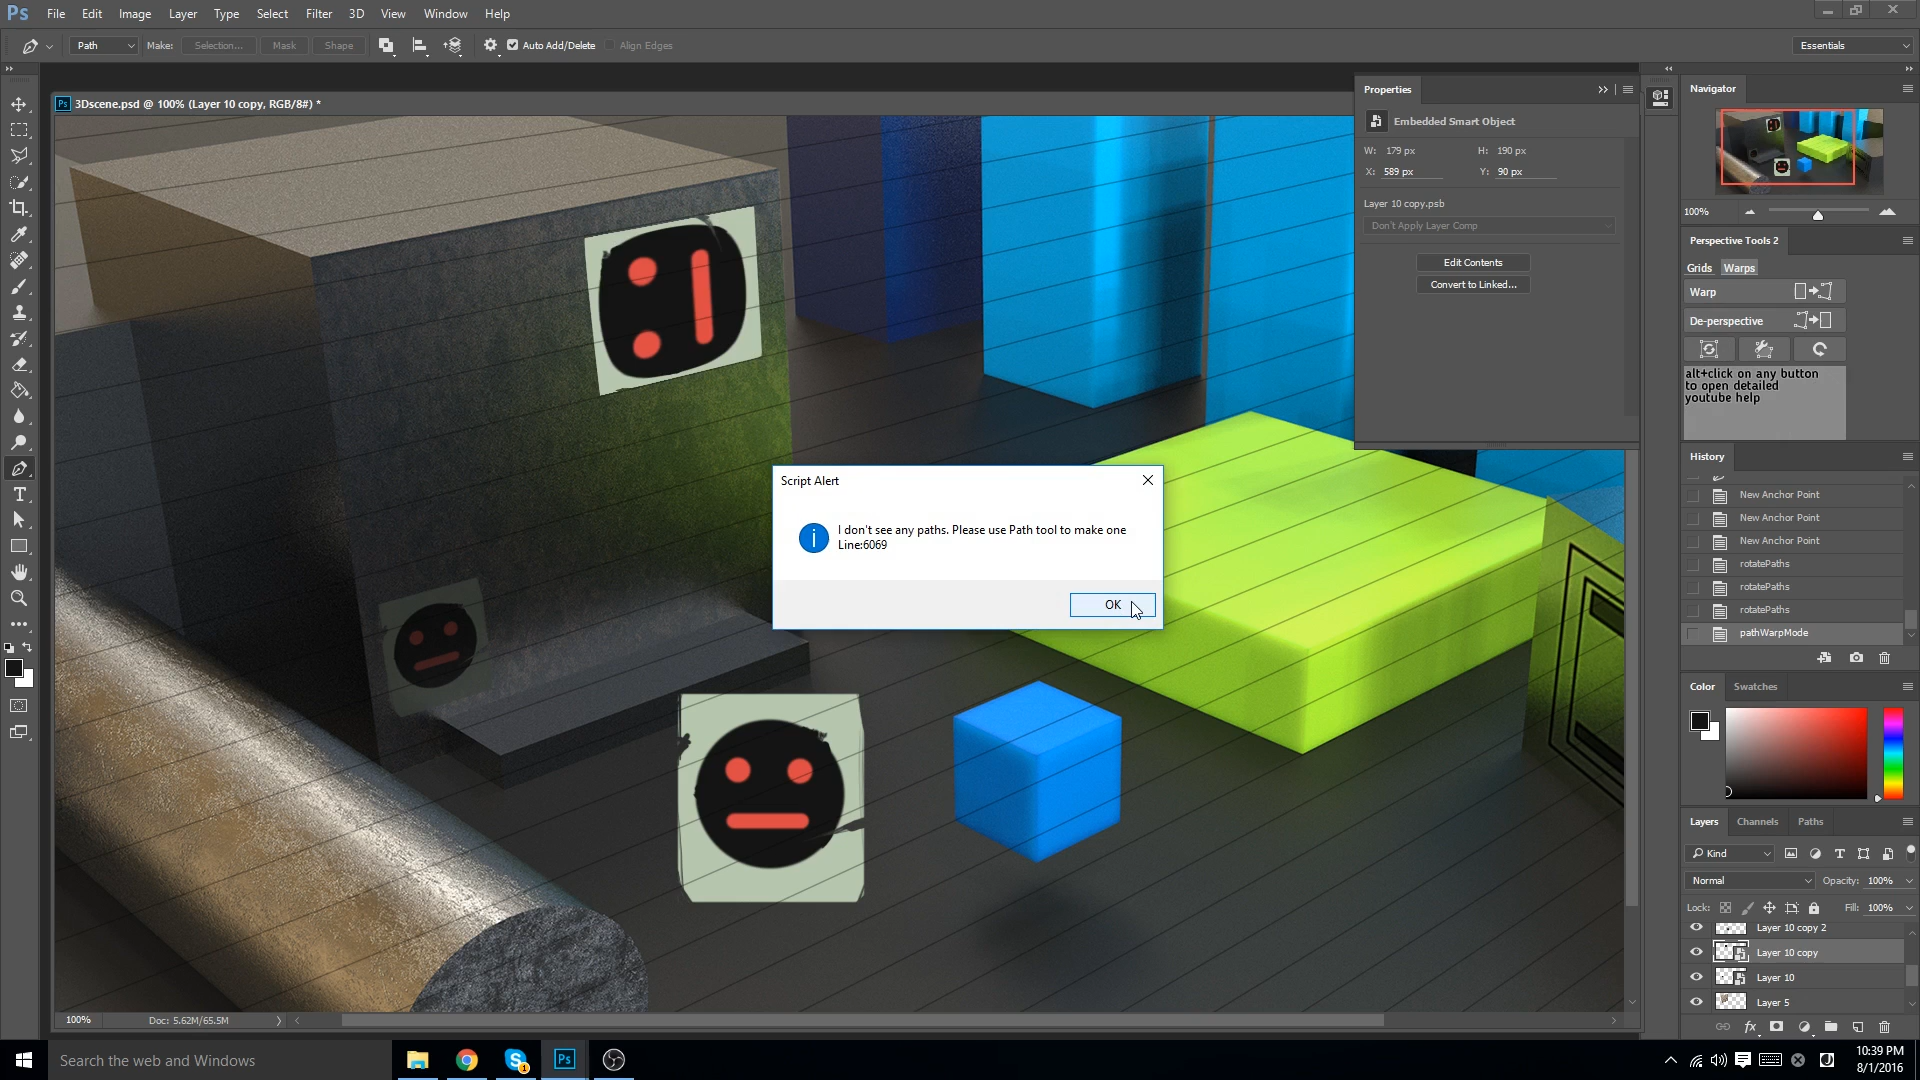 Ps File Edit Image Layer Type Select Filter 3D View Window Help
Path Make: Selection... Mask Shape Auto Add/Delete Align Edges Essentials
Ps 3Dscene.psd @ 100% (Layer 10 copy, RGB/8#) *
Properties
Embedded Smart Object
W: 179 px H: 190 px
X: 589 px Y: 90 px
Layer 10 copy.psb
Don't Apply Layer Comp
Edit Contents
Convert to Linked...
Navigator
100%
Perspective Tools 2
Grids Warps
Warp
De-perspective
alt+click on any button
to open detailed
youtube help
History
New Anchor Point
New Anchor Point
New Anchor Point
rotatePaths
rotatePaths
rotatePaths
pathWarpMode
Script Alert
I don't see any paths. Please use Path tool to make one
Line:6069
OK
Color Swatches
Layers Channels Paths
Kind
Normal Opacity: 100%
Lock: Fill: 100%
Layer 10 copy 2
Layer 10 copy
Layer 10
Layer 5
fx
100% Doc: 5.62M/65.5M
Search the web and Windows
Ps
1
10:39 PM
8/1/2016